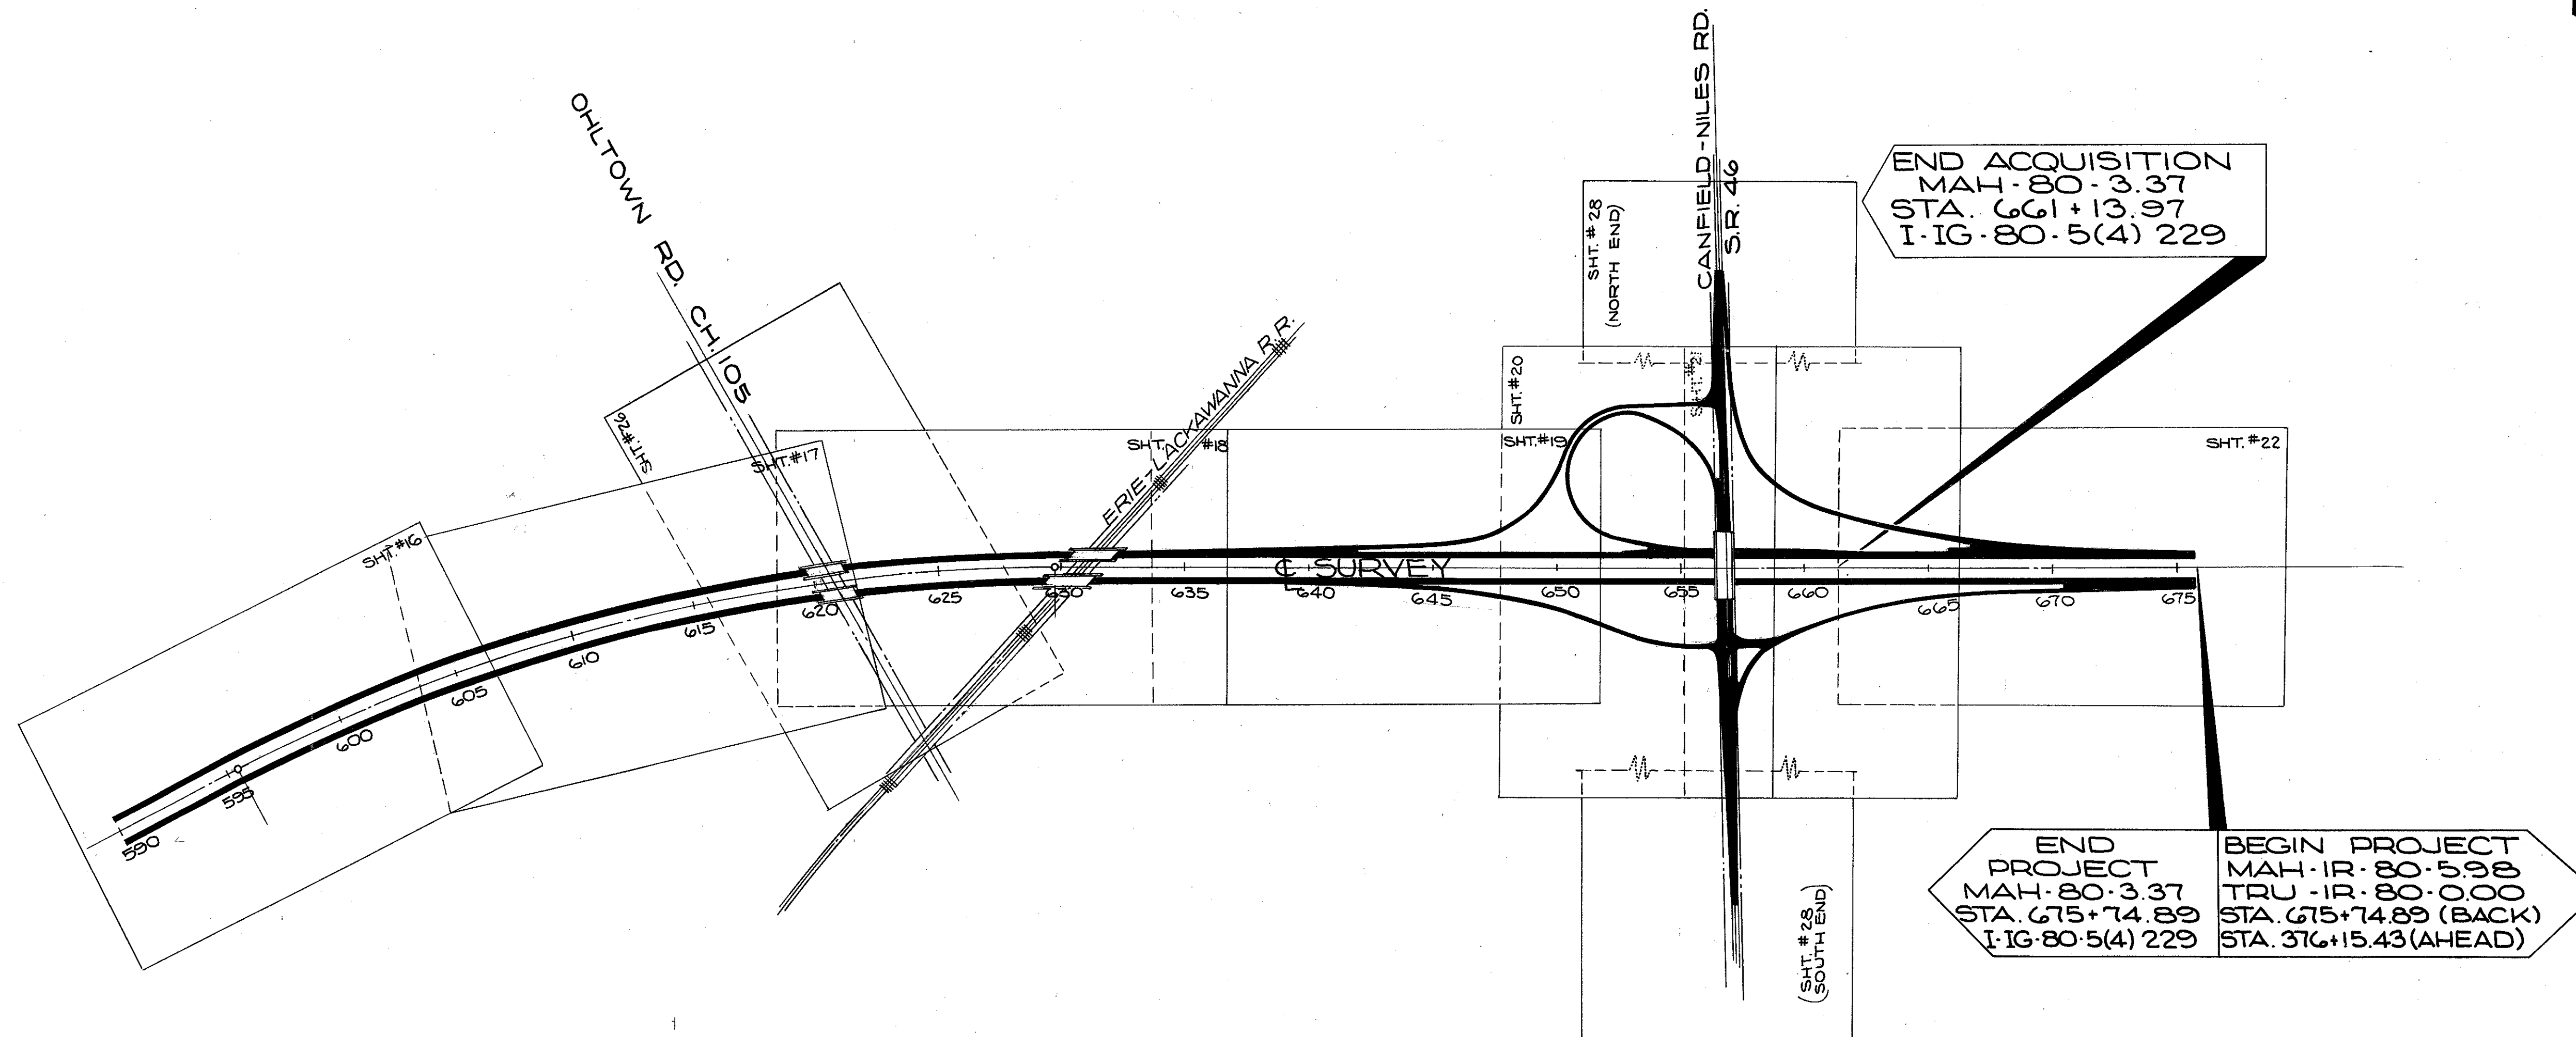 OHLTOWN RD. CH. 105
CANFIELD-NILES RD.
S.R. 46
END ACQUISITION
MAH-80-3.37
STA. 661+13.97
I-IG-80-5(4) 229
SHT. #28
(NORTH END)
SHT. #20
SHT. #21
ERIE-LACKAWANNA R.R.
SHT. #26
SHT. #17
SHT. #18
SHT. #19
SHT. #22
SHT. #16
℄ SURVEY
590
595
600
605
610
615
620
625
630
635
640
645
650
655
660
665
670
675
(SHT. #28
SOUTH END)
END
PROJECT
MAH-80-3.37
STA. 675+74.89
I-IG-80-5(4) 229
BEGIN PROJECT
MAH-IR-80-5.98
TRU-IR-80-0.00
STA. 675+74.89 (BACK)
STA. 376+15.43 (AHEAD)